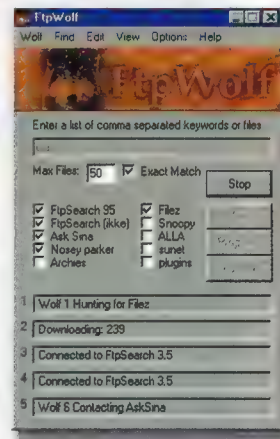 FtpWolf
Wolf Find Edit View Options Help
FtpWolf
Enter a list of comma separated keywords or files
Max Files: 50 Exact Match
Stop
FtpSearch 95 Filez
FtpSearch (ikke) Snoopy
Ask Sina ALLA
Nosey parker sunet
Archies plugins
1 Wolf 1 Hunting for Filez
2 Downloading: 239
3 Connected to FtpSearch 3.5
4 Connected to FtpSearch 3.5
5 Wolf 6 Contacting AskSina